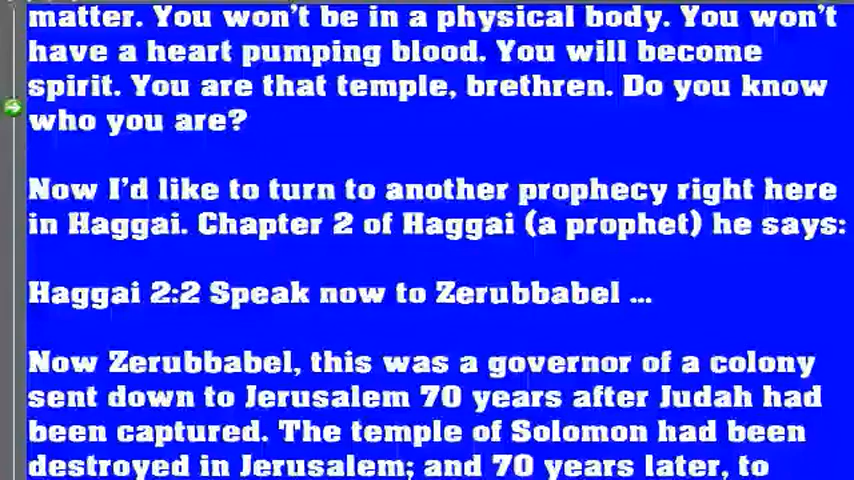 matter. You won't be in a physical body. You won't
have a heart pumping blood. You will become
spirit. You are that temple, brethren. Do you know
who you are?
Now I'd like to turn to another prophecy right here
in Haggai. Chapter 2 of Haggai (a prophet) he says:
Haggai 2:2 Speak now to Zerubbabel ...
Now Zerubbabel, this was a governor of a colony
sent down to Jerusalem 70 years after Judah had
been captured. The temple of Solomon had been
destroyed in Jerusalem; and 70 years later, to